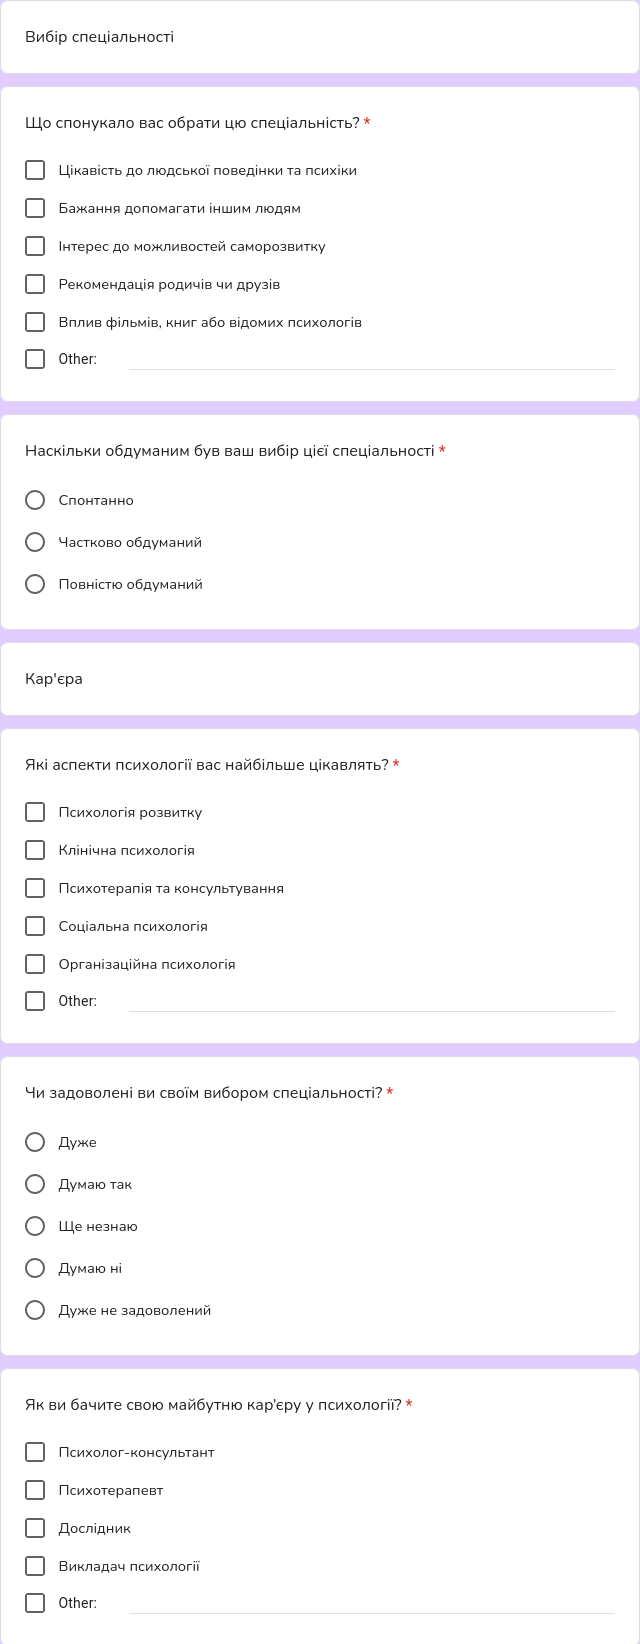 Вибір спеціальності
Що спонукало вас обрати цю спеціальність? *
Цікавість до людської поведінки та психіки
Бажання допомагати іншим людям
Інтерес до можливостей саморозвитку
Рекомендація родичів чи друзів
Вплив фільмів, книг або відомих психологів
Other:
Наскільки обдуманим був ваш вибір цієї спеціальності *
Спонтанно
Частково обдуманий
Повністю обдуманий
Кар'єра
Які аспекти психології вас найбільше цікавлять? *
Психологія розвитку
Клінічна психологія
Психотерапія та консультування
Соціальна психологія
Організаційна психологія
Other:
Чи задоволені ви своїм вибором спеціальності? *
Дуже
Думаю так
Ще незнаю
Думаю ні
Дуже не задоволений
Як ви бачите свою майбутню кар’єру у психології? *
Психолог-консультант
Психотерапевт
Дослідник
Викладач психології
Other: